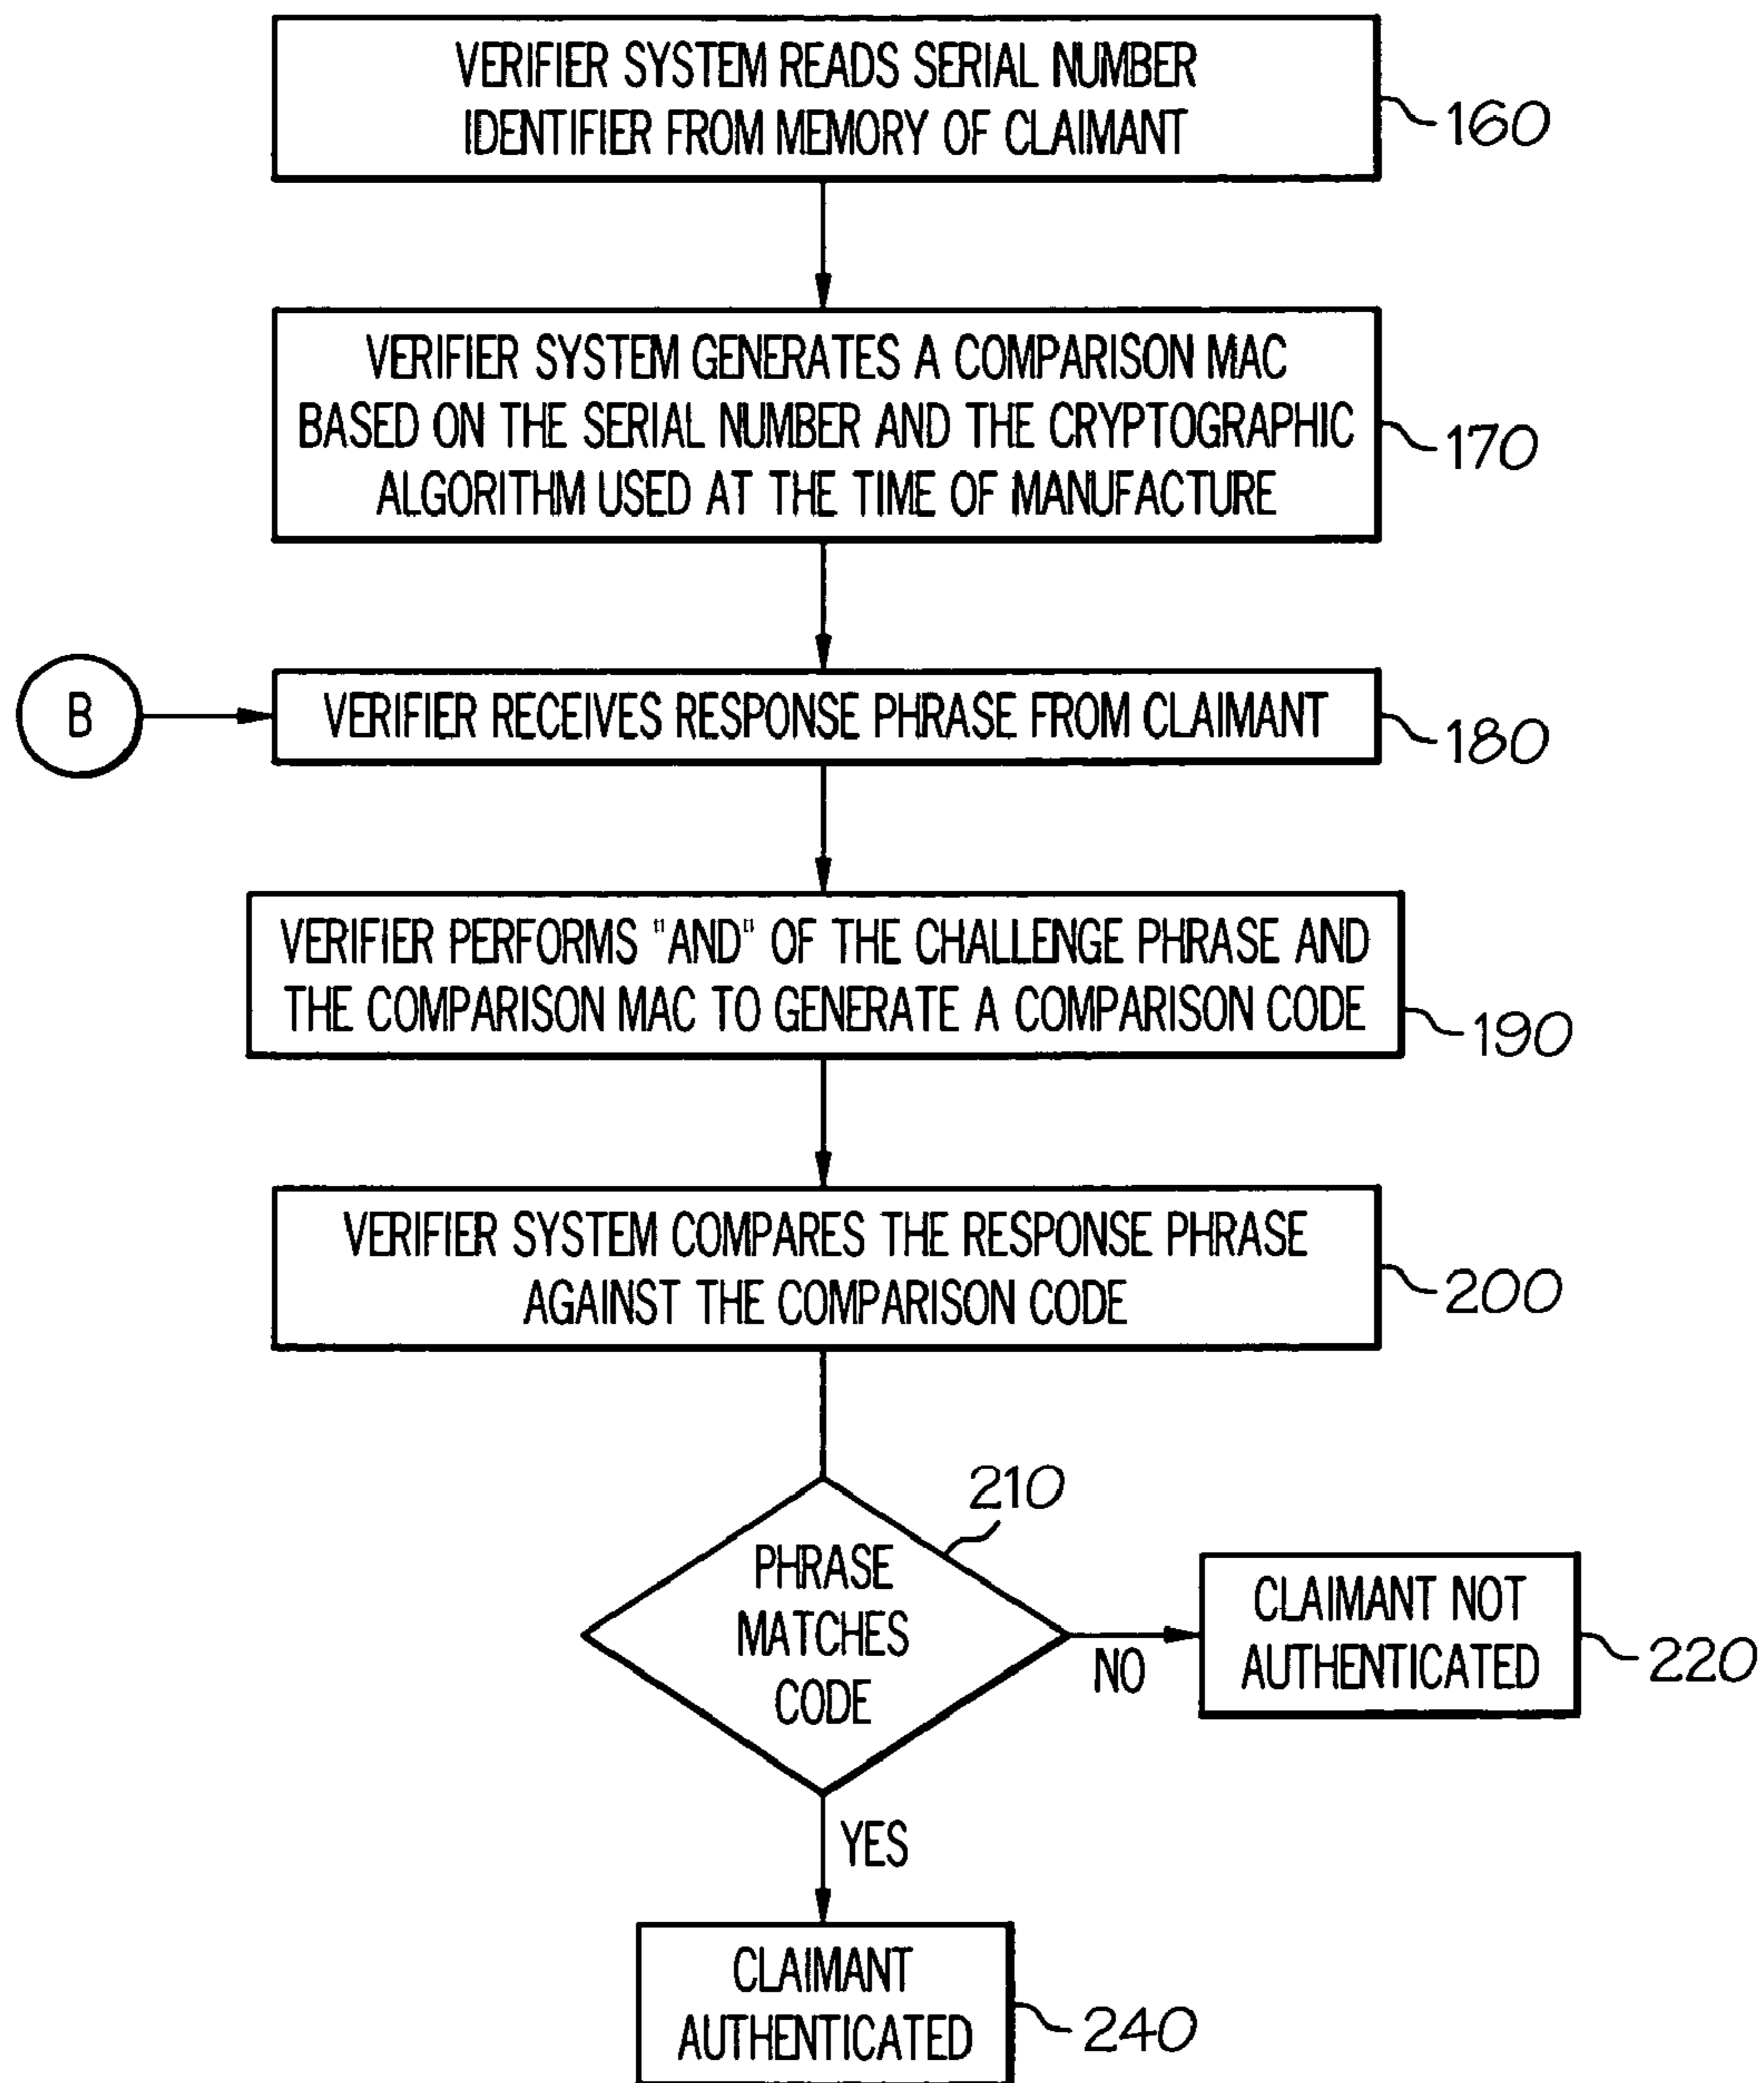 VERIFIER SYSTEM READS SERIAL NUMBER
IDENTIFIER FROM MEMORY OF CLAIMANT
160
VERIFIER SYSTEM GENERATES A COMPARISON MAC
BASED ON THE SERIAL NUMBER AND THE CRYPTOGRAPHIC
ALGORITHM USED AT THE TIME OF MANUFACTURE
170
B
VERIFIER RECEIVES RESPONSE PHRASE FROM CLAIMANT
180
VERIFIER PERFORMS "AND" OF THE CHALLENGE PHRASE AND
THE COMPARISON MAC TO GENERATE A COMPARISON CODE
190
VERIFIER SYSTEM COMPARES THE RESPONSE PHRASE
AGAINST THE COMPARISON CODE
200
210
PHRASE
MATCHES
CODE
NO
CLAIMANT NOT
AUTHENTICATED
220
YES
CLAIMANT
AUTHENTICATED
240